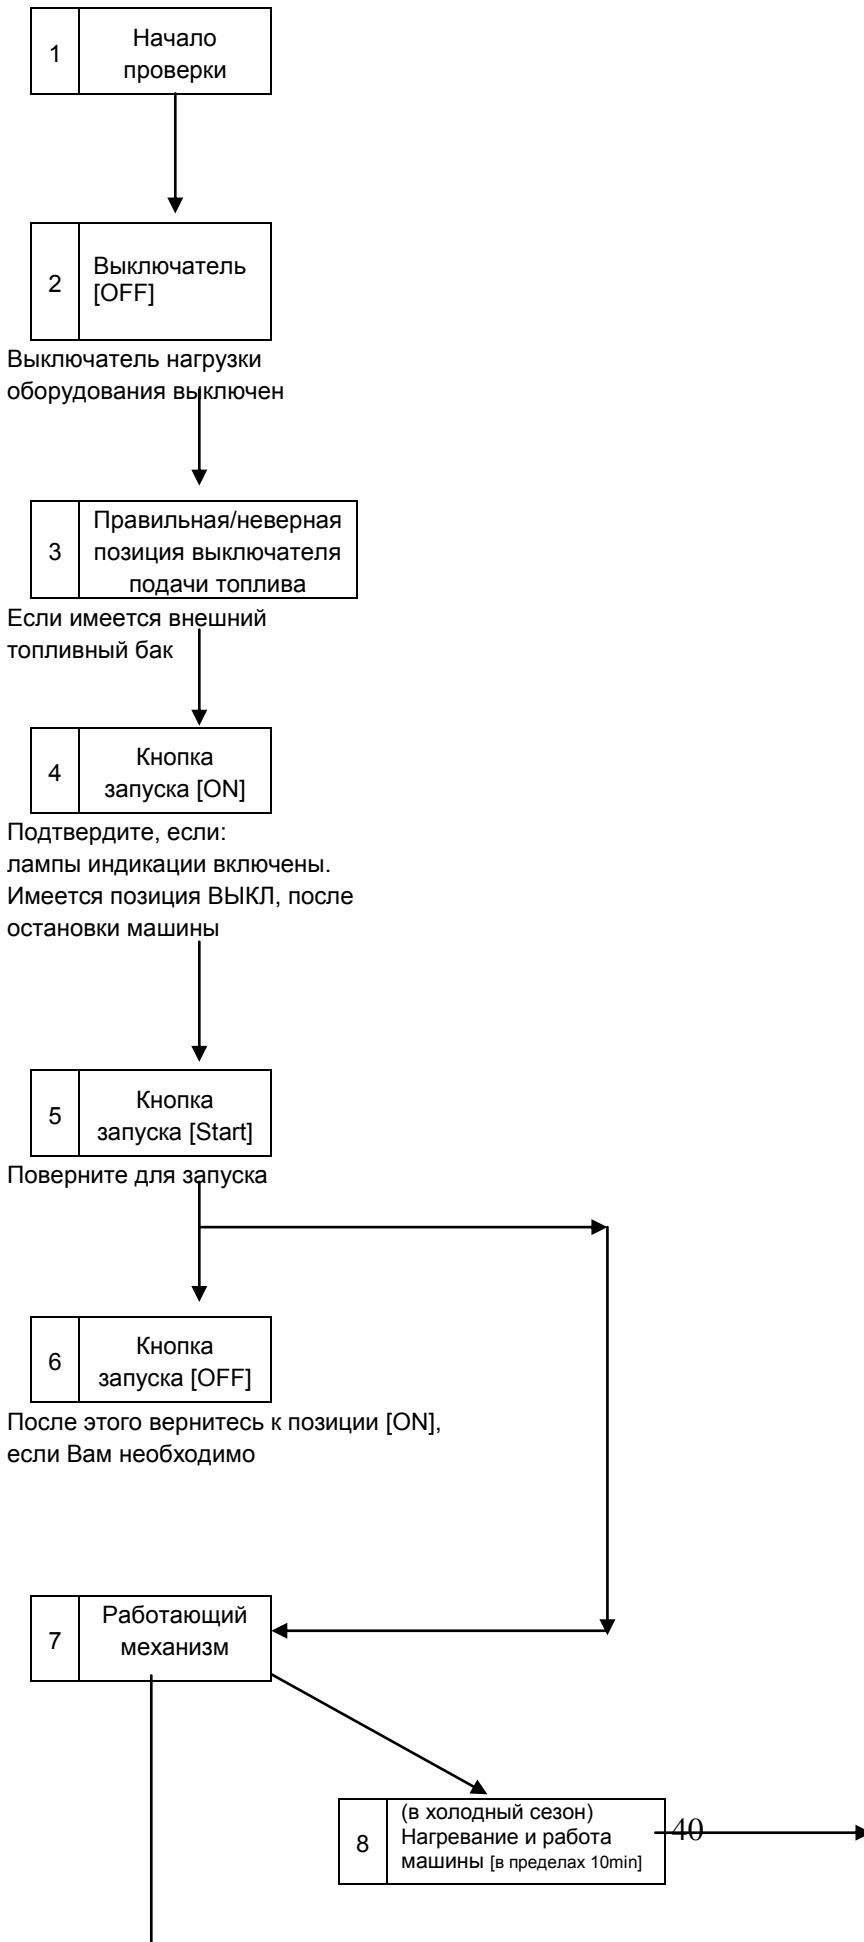 1
Начало
проверки
2
Выключатель
[OFF]
Выключатель нагрузки
оборудования выключен
3
Правильная/неверная
позиция выключателя
подачи топлива
Если имеется внешний
топливный бак
4
Кнопка
запуска [ON]
Подтвердите, если:
лампы индикации включены.
Имеется позиция ВЫКЛ, после
остановки машины
5
Кнопка
запуска [Start]
Поверните для запуска
6
Кнопка
запуска [OFF]
После этого вернитесь к позиции [ON],
если Вам необходимо
7
Работающий
механизм
8
(в холодный сезон)
Нагревание и работа
машины [в пределах 10min]
40